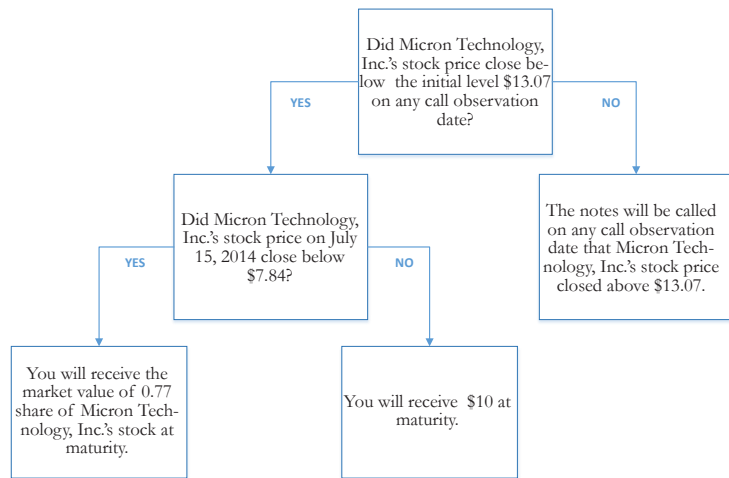 Did Micron Technology,
Inc.'s stock price close be-
low the initial level $13.07
on any call observation
date?
YES
NO
Did Micron Technology,
Inc.'s stock price on July
15, 2014 close below
$7.84?
The notes will be called
on any call observation
date that Micron Tech-
nology, Inc.'s stock price
closed above $13.07.
YES
NO
You will receive the
market value of 0.77
share of Micron Tech-
nology, Inc.'s stock at
maturity.
You will receive $10 at
maturity.